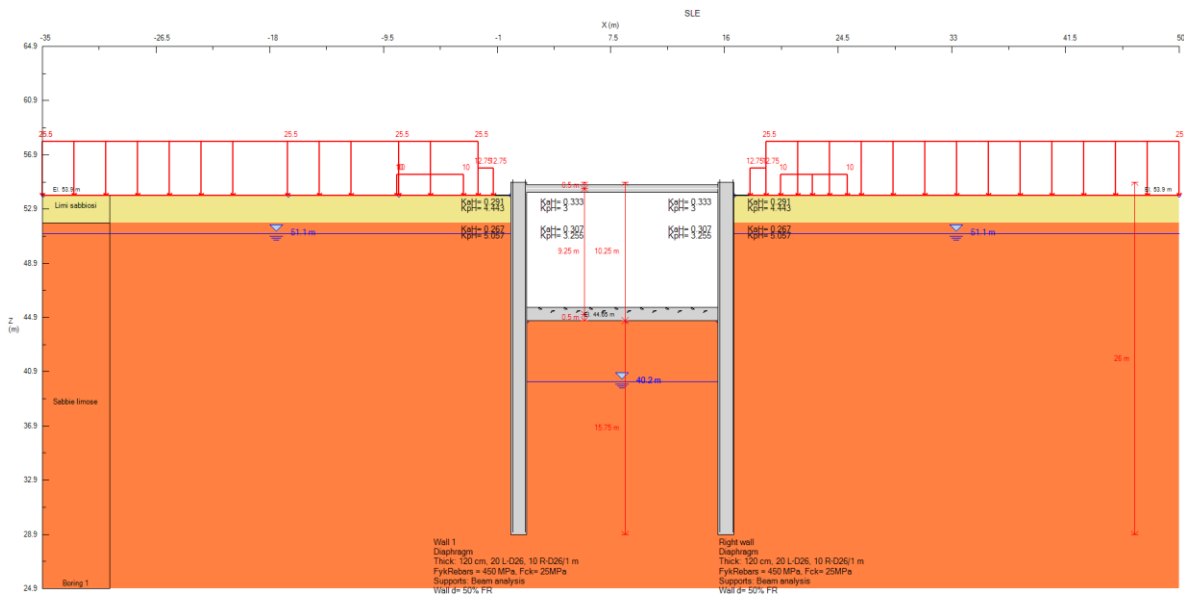 SLE
X (m)
-35 -26.5 -18 -9.5 -1 7.5 16 24.5 33 41.5 50
64.9
60.9
56.9
52.9
48.9
44.9
40.9
36.9
32.9
28.9
24.9
Z
(m)
25.5 25.5 25.5 25.5 25.5 25
12.75 12.75 12.75 12.75
10 10 10
El. 53.9 m 0.5 m El. 53.9 m
Limi sabbiosi
KaH= 0.291 KaH= 0.333 KaH= 0.333 KaH= 0.291
KpH= 4.443 KpH= 3 KpH= 3 KpH= 4.443
KaH= 0.267 KaH= 0.307 KaH= 0.307 KaH= 0.267
KpH= 5.057 KpH= 3.255 KpH= 3.255 KpH= 5.057
51.1 m 51.1 m
9.25 m 10.25 m
0.5 m El. 44.65 m
26 m
40.2 m
Sabbie limose
15.75 m
Boring 1
Wall 1
Diaphragm
Thick: 120 cm, 20 L-D26, 10 R-D26/1 m
FykRebars = 450 MPa, Fck= 25MPa
Supports: Beam analysis
Wall d= 50% FR
Right wall
Diaphragm
Thick: 120 cm, 20 L-D26, 10 R-D26/1 m
FykRebars = 450 MPa, Fck= 25MPa
Supports: Beam analysis
Wall d= 50% FR